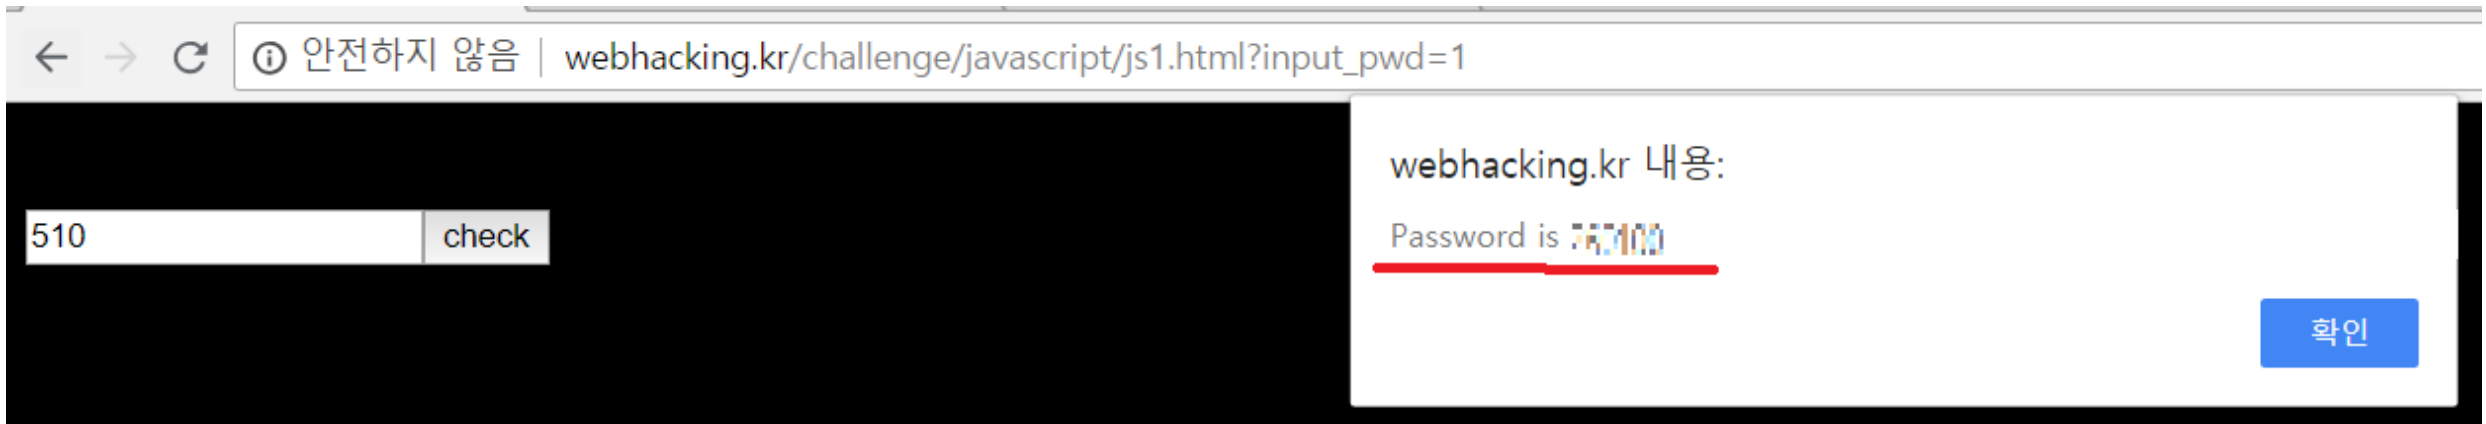 안전하지 않음 | webhacking.kr/challenge/javascript/js1.html?input_pwd=1
webhacking.kr 내용:
510 check
Password is
확인